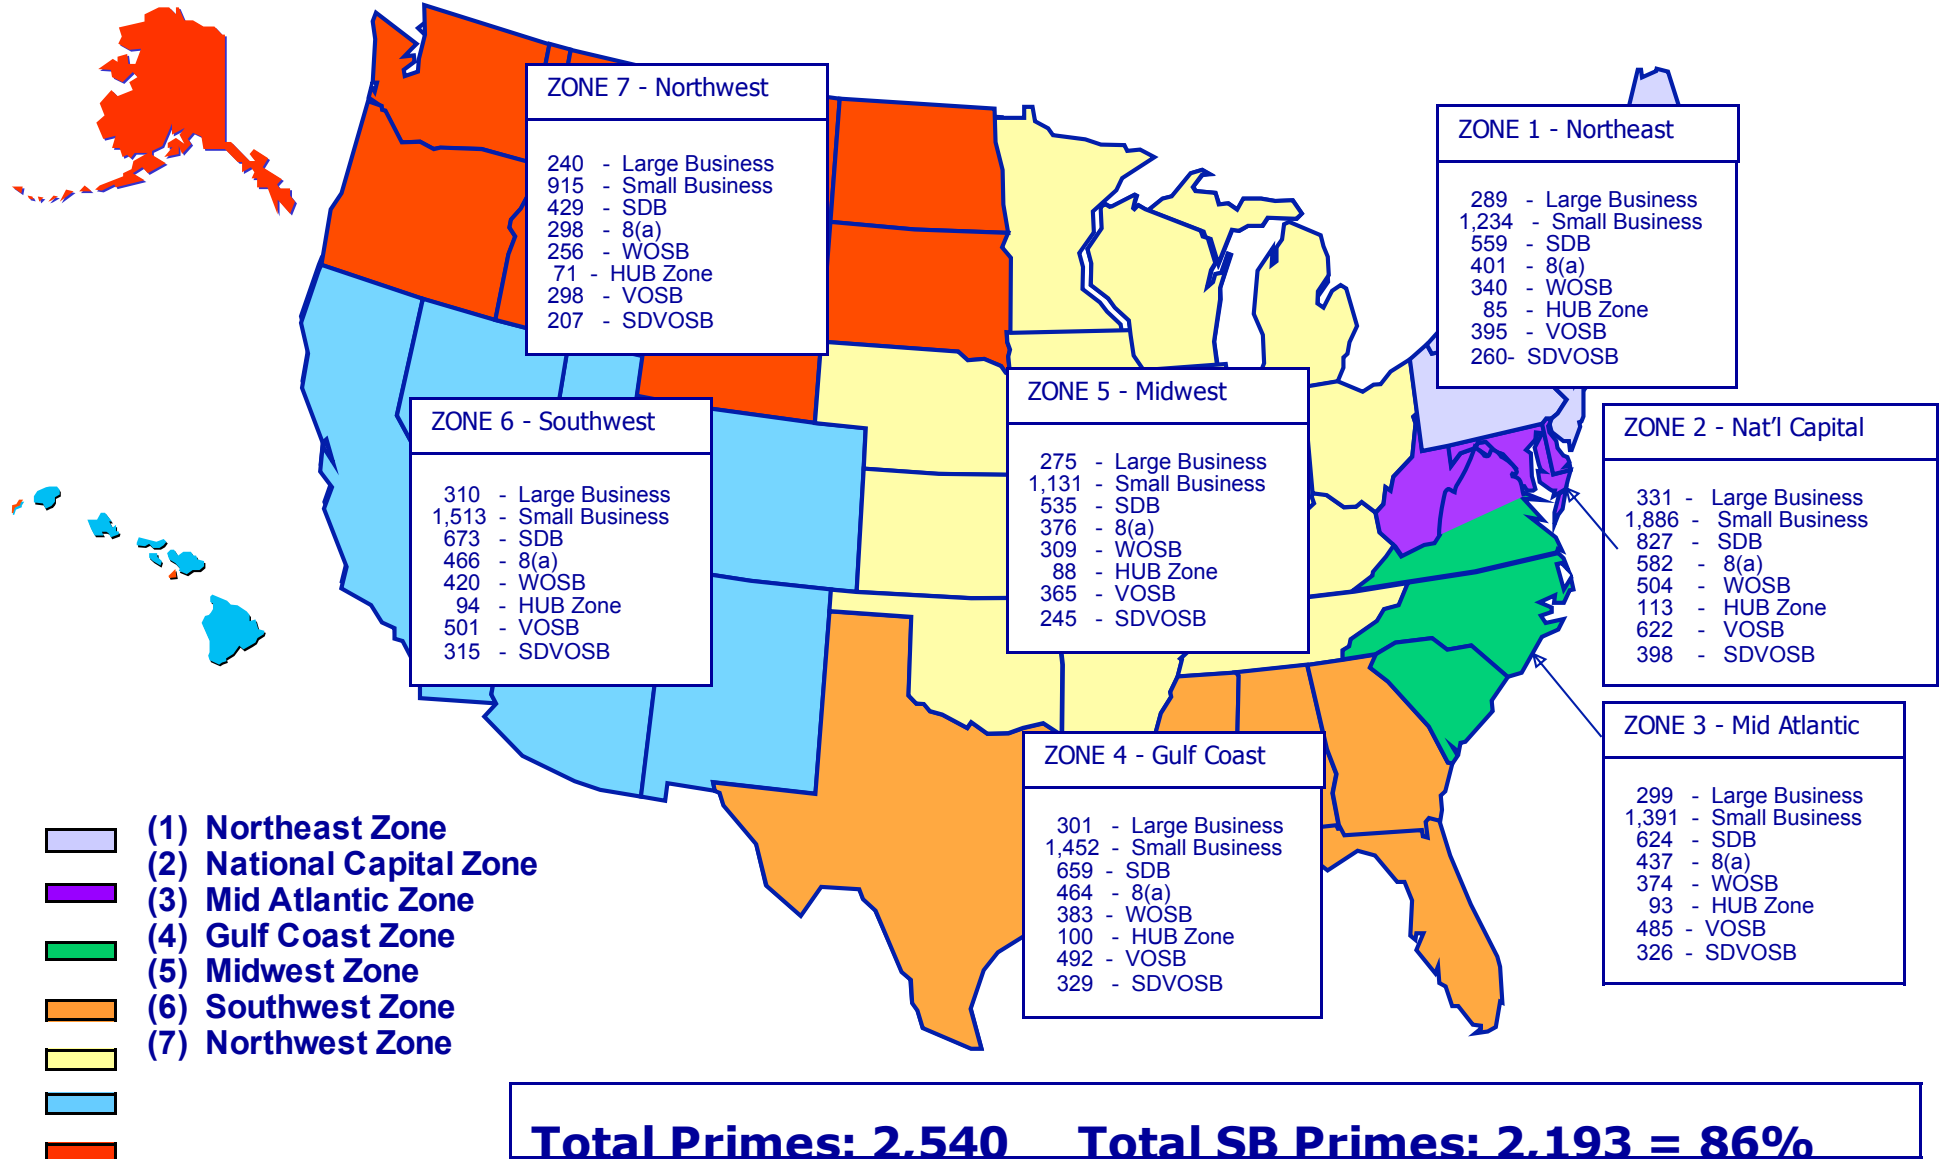 ZONE 7 - Northwest
240 - Large Business
915 - Small Business
429 - SDB
298 - 8(a)
256 - WOSB
71 - HUB Zone
298 - VOSB
207 - SDVOSB
ZONE 1 - Northeast
289 - Large Business
1,234 - Small Business
559 - SDB
401 - 8(a)
340 - WOSB
85 - HUB Zone
395 - VOSB
260- SDVOSB
ZONE 6 - Southwest
310 - Large Business
1,513 - Small Business
673 - SDB
466 - 8(a)
420 - WOSB
94 - HUB Zone
501 - VOSB
315 - SDVOSB
ZONE 5 - Midwest
275 - Large Business
1,131 - Small Business
535 - SDB
376 - 8(a)
309 - WOSB
88 - HUB Zone
365 - VOSB
245 - SDVOSB
ZONE 2 - Nat’l Capital
331 - Large Business
1,886 - Small Business
827 - SDB
582 - 8(a)
504 - WOSB
113 - HUB Zone
622 - VOSB
398 - SDVOSB
ZONE 4 - Gulf Coast
301 - Large Business
1,452 - Small Business
659 - SDB
464 - 8(a)
383 - WOSB
100 - HUB Zone
492 - VOSB
329 - SDVOSB
ZONE 3 - Mid Atlantic
299 - Large Business
1,391 - Small Business
624 - SDB
437 - 8(a)
374 - WOSB
93 - HUB Zone
485 - VOSB
326 - SDVOSB
(1) Northeast Zone
(2) National Capital Zone
(3) Mid Atlantic Zone
(4) Gulf Coast Zone
(5) Midwest Zone
(6) Southwest Zone
(7) Northwest Zone
Total Primes: 2,540 Total SB Primes: 2,193 = 86%